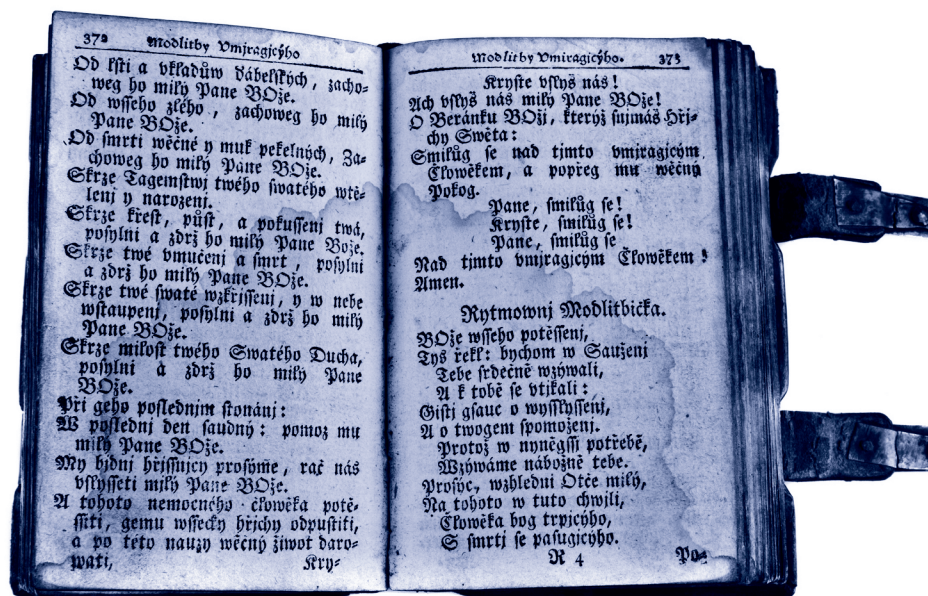 372 Modlitby Vmjragjcýho
Od lsti a vkladůw ďábelských, zacho-
weg ho milý Pane BOže.
Od wsseho zlého, zachoweg ho milý
Pane BOže.
Od smrti wěčné y muk pekelných, Za-
choweg ho milý Pane BOže.
Skrze Tagemstwj twého swatého wtě-
lenj y narozenj.
Skrze křest, půst, a pokussenj twá,
posylni a zdrž ho milý Pane Bože.
Skrze twé vmučenj a smrt, posylni
a zdrž ho milý Pane BOže.
Skrze twé swaté wzkřjssenj, y w nebe
wstaupenj, posylni a zdrž ho milý
Pane BOže.
Skrze milost twého Swatého Ducha,
posylni a zdrž ho milý Pane
BOže.
Při geho poslednjm stonánj:
W poslednj den saudný: pomoz mu
milý Pane BOže.
My bjdnj hřjssnjcy prosýme, rač nás
vslyšseti milý Pane BOže.
A tohoto nemocného člowěka potě-
ssiti, gemu wssecky hřjchy odpustiti,
a po této nauzy wěčný žiwot daro-
wati, Kry-
Modlitby Vmiragicýho. 373
Kryste vslyš nás!
Ach vslyš nás milý Pane BOže!
O Beránku BOžj, kterýž snjmáš Hřj-
chy Swěta:
Smilůg se nad tjmto vmjragjcým
Člowěkem, a popřeg mu wěčný
Pokog.
Pane, smilůg se!
Kryste, smilůg se!
Pane, smilůg se
Nad tjmto vmjragjcým Člowěkem!
Amen.
Rytmownj Modlitbička.
BOže wsseho potěssenj,
Tys řekl: bychom w Sauženj
Tebe srdečně wzýwali,
A k tobě se vtjkali:
Gisti gsauc o wyslyssenj,
A o twogem spomoženj.
Protož w nyněgssj potřebě,
Wzýwáme nábožně tebe.
Prosýc, wzhledni Otče milý,
Na tohoto w tuto chwjli,
Člowěka bog trpjcýho,
S smrtj se pasugjcýho.
R 4 Po-